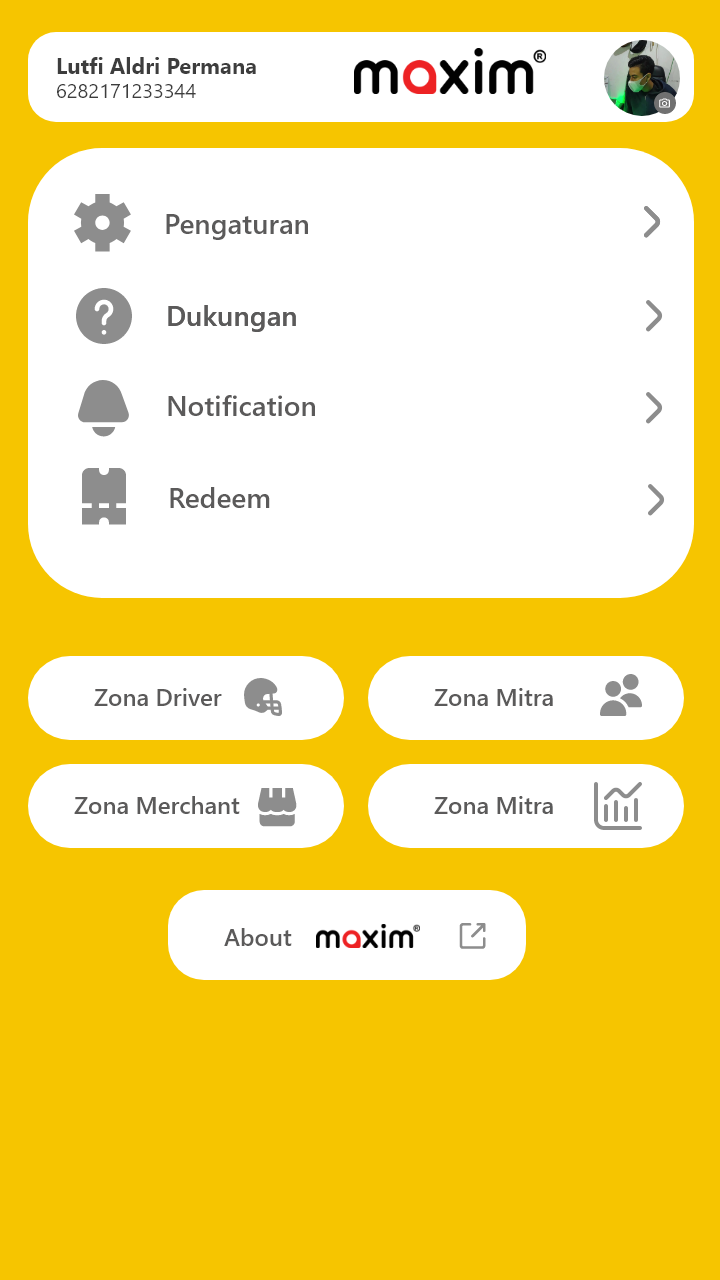 Lutfi Aldri Permana
6282171233344
maxim®
Pengaturan
Dukungan
Notification
Redeem
Zona Driver
Zona Mitra
Zona Merchant
Zona Mitra
About maxim®